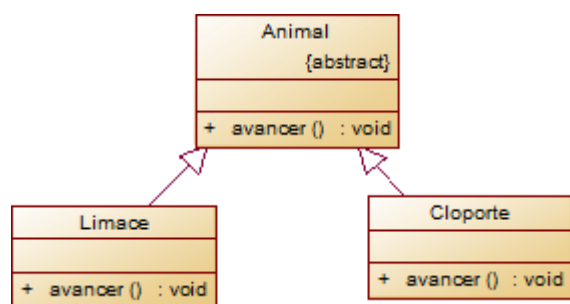 Animal
{abstract}
+ avancer () : void
Limace
+ avancer () : void
Cloporte
+ avancer () : void